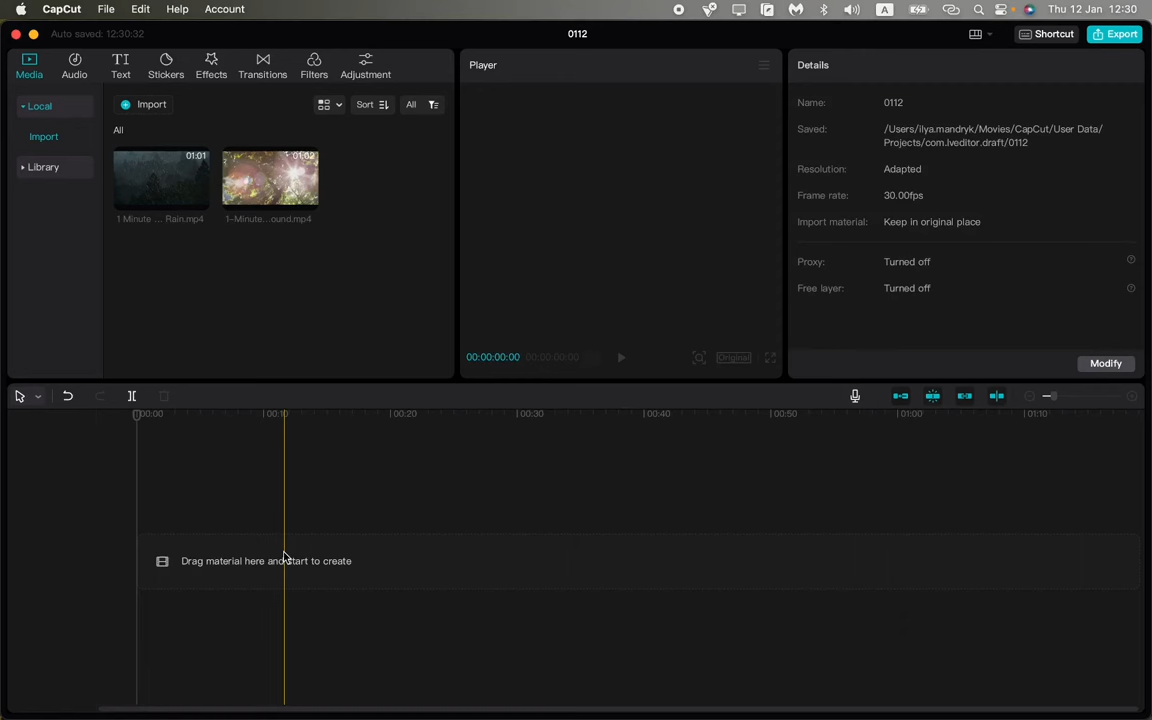 CapCut File Edit Help Account A Thu 12 Jan 12:30
Auto saved: 12:30:32 0112 Shortcut Export
Media Audio Text Stickers Effects Transitions Filters Adjustment
Player
Details
Local
Import
Library
Import Sort All
All
01:01 01:02
1 Minute ... Rain.mp4 1-Minute...ound.mp4
00:00:00:00 00:00:00:00 Original
Name: 0112
Saved: /Users/ilya.mandryk/Movies/CapCut/User Data/
Projects/com.lveditor.draft/0112
Resolution: Adapted
Frame rate: 30.00fps
Import material: Keep in original place
Proxy: Turned off
Free layer: Turned off
Modify
00:00 00:10 00:20 00:30 00:40 00:50 01:00 01:10
Drag material here and start to create